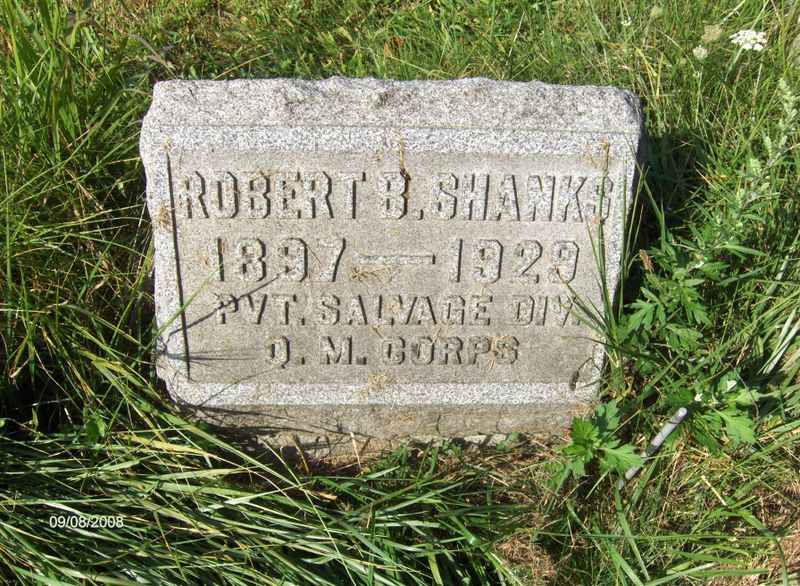 ROBERT B. SHANKS
1897 — 1929
PVT. SALVAGE DIV.
Q. M. CORPS
09/08/2008